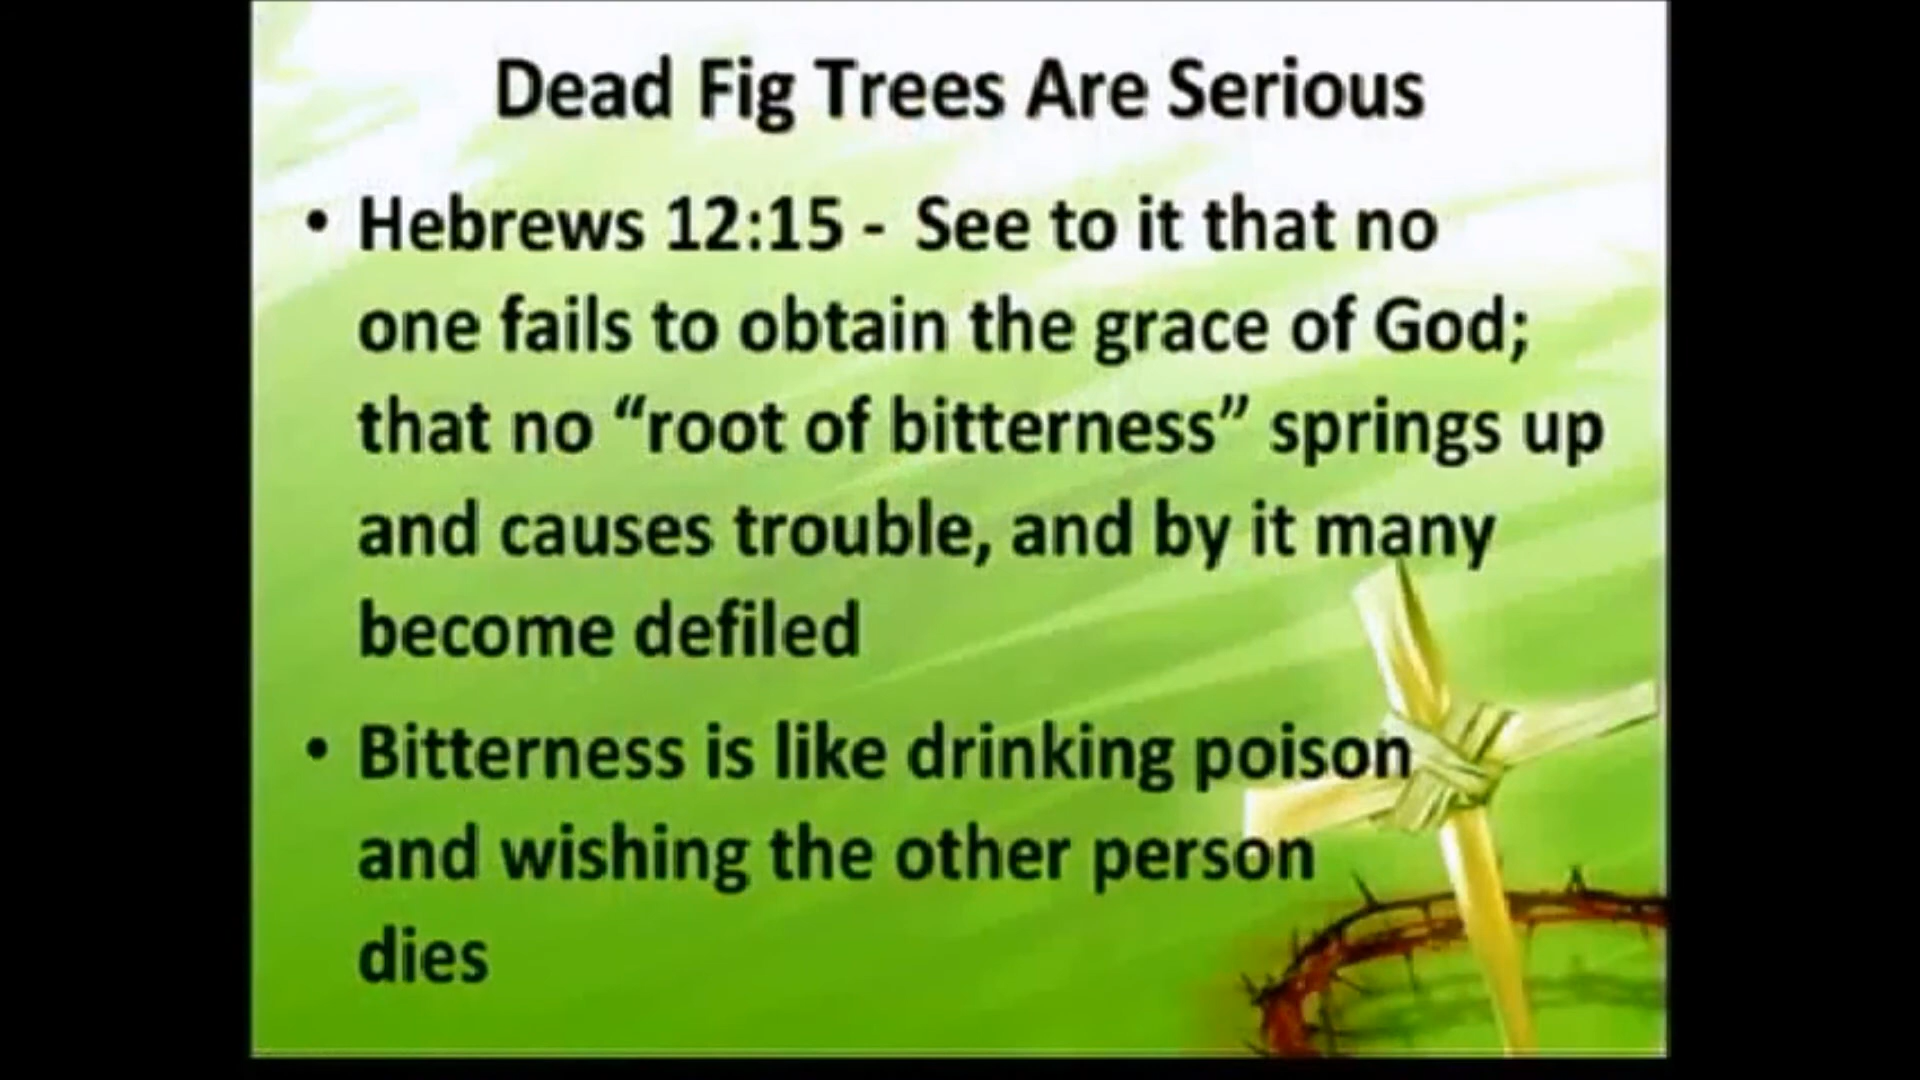 Dead Fig Trees Are Serious
• Hebrews 12:15 -  See to it that no
one fails to obtain the grace of God;
that no “root of bitterness” springs up
and causes trouble, and by it many
become defiled
• Bitterness is like drinking poison
and wishing the other person
dies